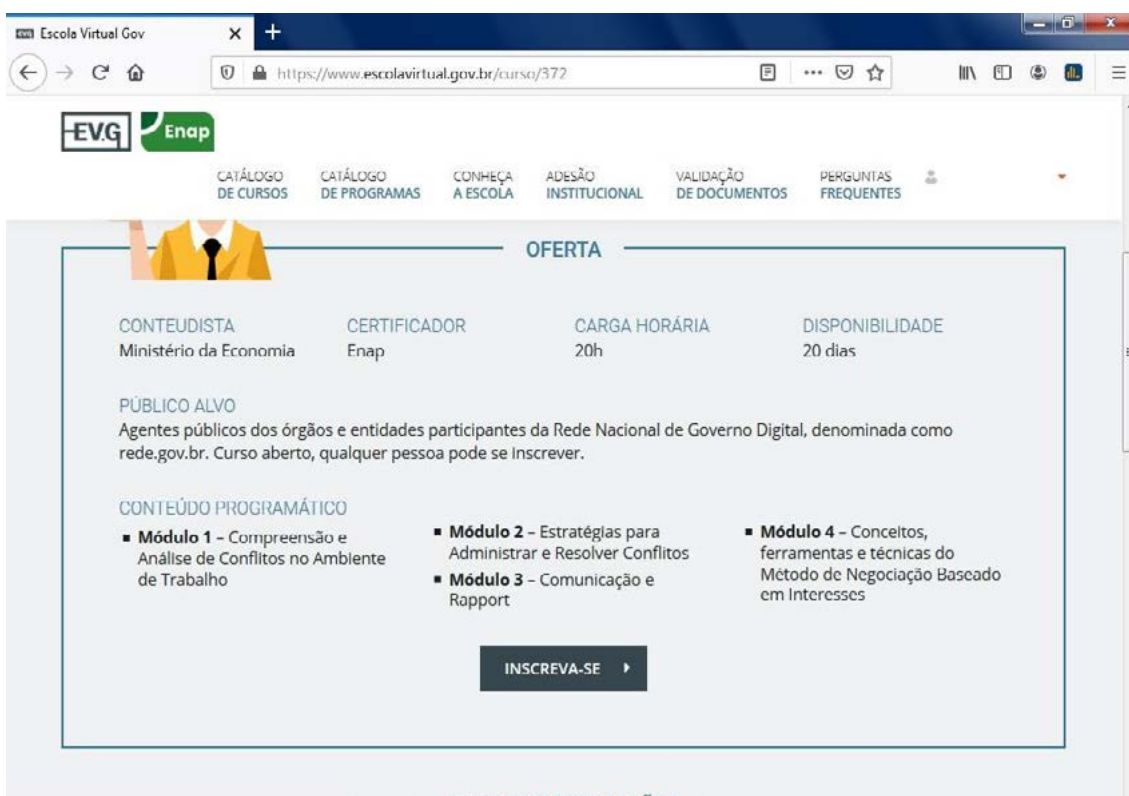 Escola Virtual Gov
https://www.escolavirtual.gov.br/curso/372
EV.G Enap
CATÁLOGO DE CURSOS
CATÁLOGO DE PROGRAMAS
CONHEÇA A ESCOLA
ADESÃO INSTITUCIONAL
VALIDAÇÃO DE DOCUMENTOS
PERGUNTAS FREQUENTES
OFERTA
CONTEUDISTA
Ministério da Economia
CERTIFICADOR
Enap
CARGA HORÁRIA
20h
DISPONIBILIDADE
20 dias
PÚBLICO ALVO
Agentes públicos dos órgãos e entidades participantes da Rede Nacional de Governo Digital, denominada como
rede.gov.br. Curso aberto, qualquer pessoa pode se inscrever.
CONTEÚDO PROGRAMÁTICO
Módulo 1 – Compreensão e
Análise de Conflitos no Ambiente
de Trabalho
Módulo 2 – Estratégias para
Administrar e Resolver Conflitos
Módulo 3 – Comunicação e
Rapport
Módulo 4 – Conceitos,
ferramentas e técnicas do
Método de Negociação Baseado
em Interesses
INSCREVA-SE